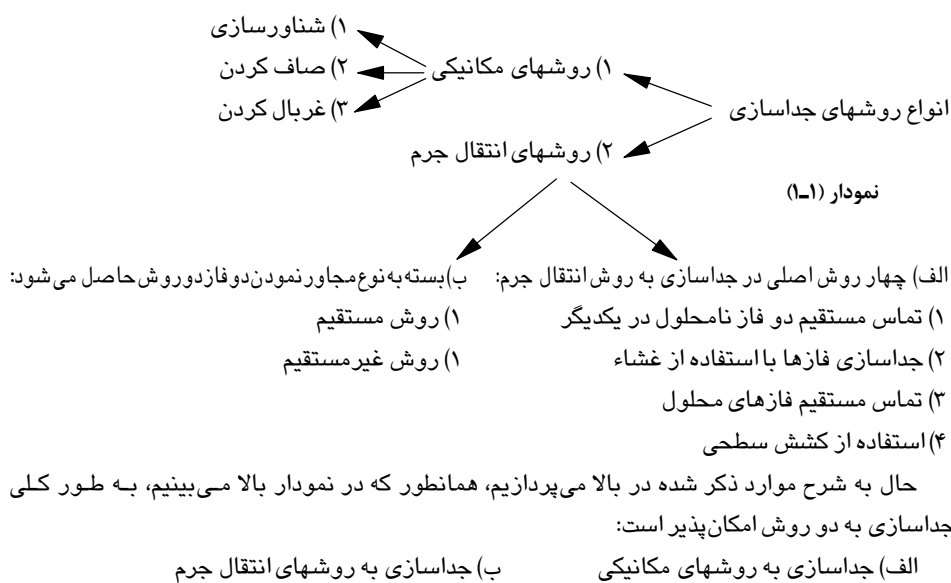 ۱) شناورسازی
۱) روشهای مکانیکی
۲) صاف کردن
۳) غربال کردن
انواع روشهای جداسازی
۲) روشهای انتقال جرم
نمودار (۱ـ۱)
الف) چهار روش اصلی در جداسازی به روش انتقال جرم:
۱) تماس مستقیم دو فاز نامحلول در یکدیگر
۲) جداسازی فازها با استفاده از غشاء
۳) تماس مستقیم فازهای محلول
۴) استفاده از کشش سطحی
ب) بسته به نوع مجاور نمودن دو فاز دو روش حاصل می‌شود:
۱) روش مستقیم
۱) روش غیرمستقیم
حال به شرح موارد ذکر شده در بالا می‌پردازیم، همانطور که در نمودار بالا مـی‌بینیم، بـه طـور کـلی
جداسازی به دو روش امکان‌پذیر است:
الف) جداسازی به روشهای مکانیکی ب) جداسازی به روشهای انتقال جرم